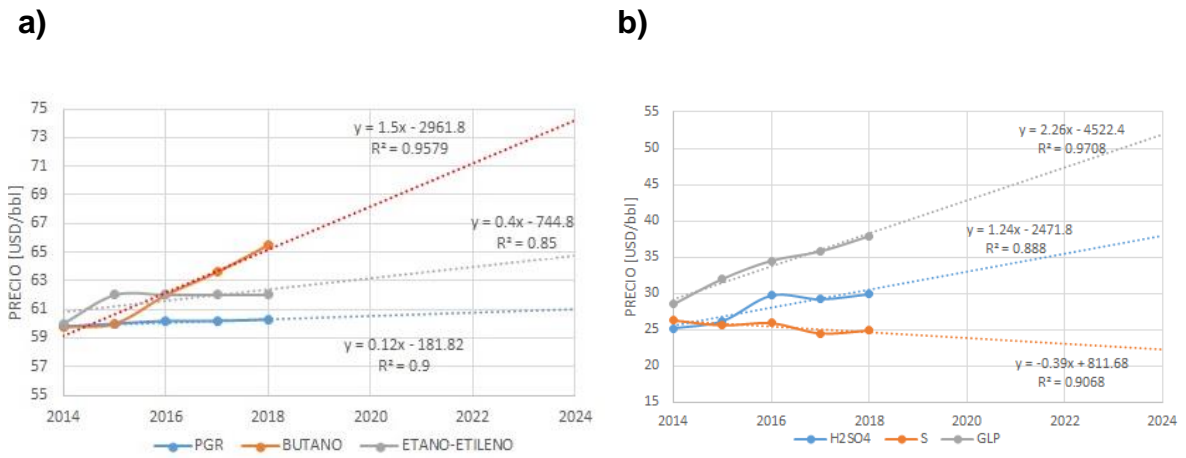 a)
b)
PRECIO [USD/bbl]
75
73
71
69
67
65
63
61
59
57
55
y = 1.5x - 2961.8
R² = 0.9579
y = 0.4x - 744.8
R² = 0.85
y = 0.12x - 181.82
R² = 0.9
2014 2016 2018 2020 2022 2024
PGR BUTANO ETANO-ETILENO
PRECIO [USD/bbl]
55
50
45
40
35
30
25
20
15
y = 2.26x - 4522.4
R² = 0.9708
y = 1.24x - 2471.8
R² = 0.888
y = -0.39x + 811.68
R² = 0.9068
2014 2016 2018 2020 2022 2024
H2SO4 S GLP